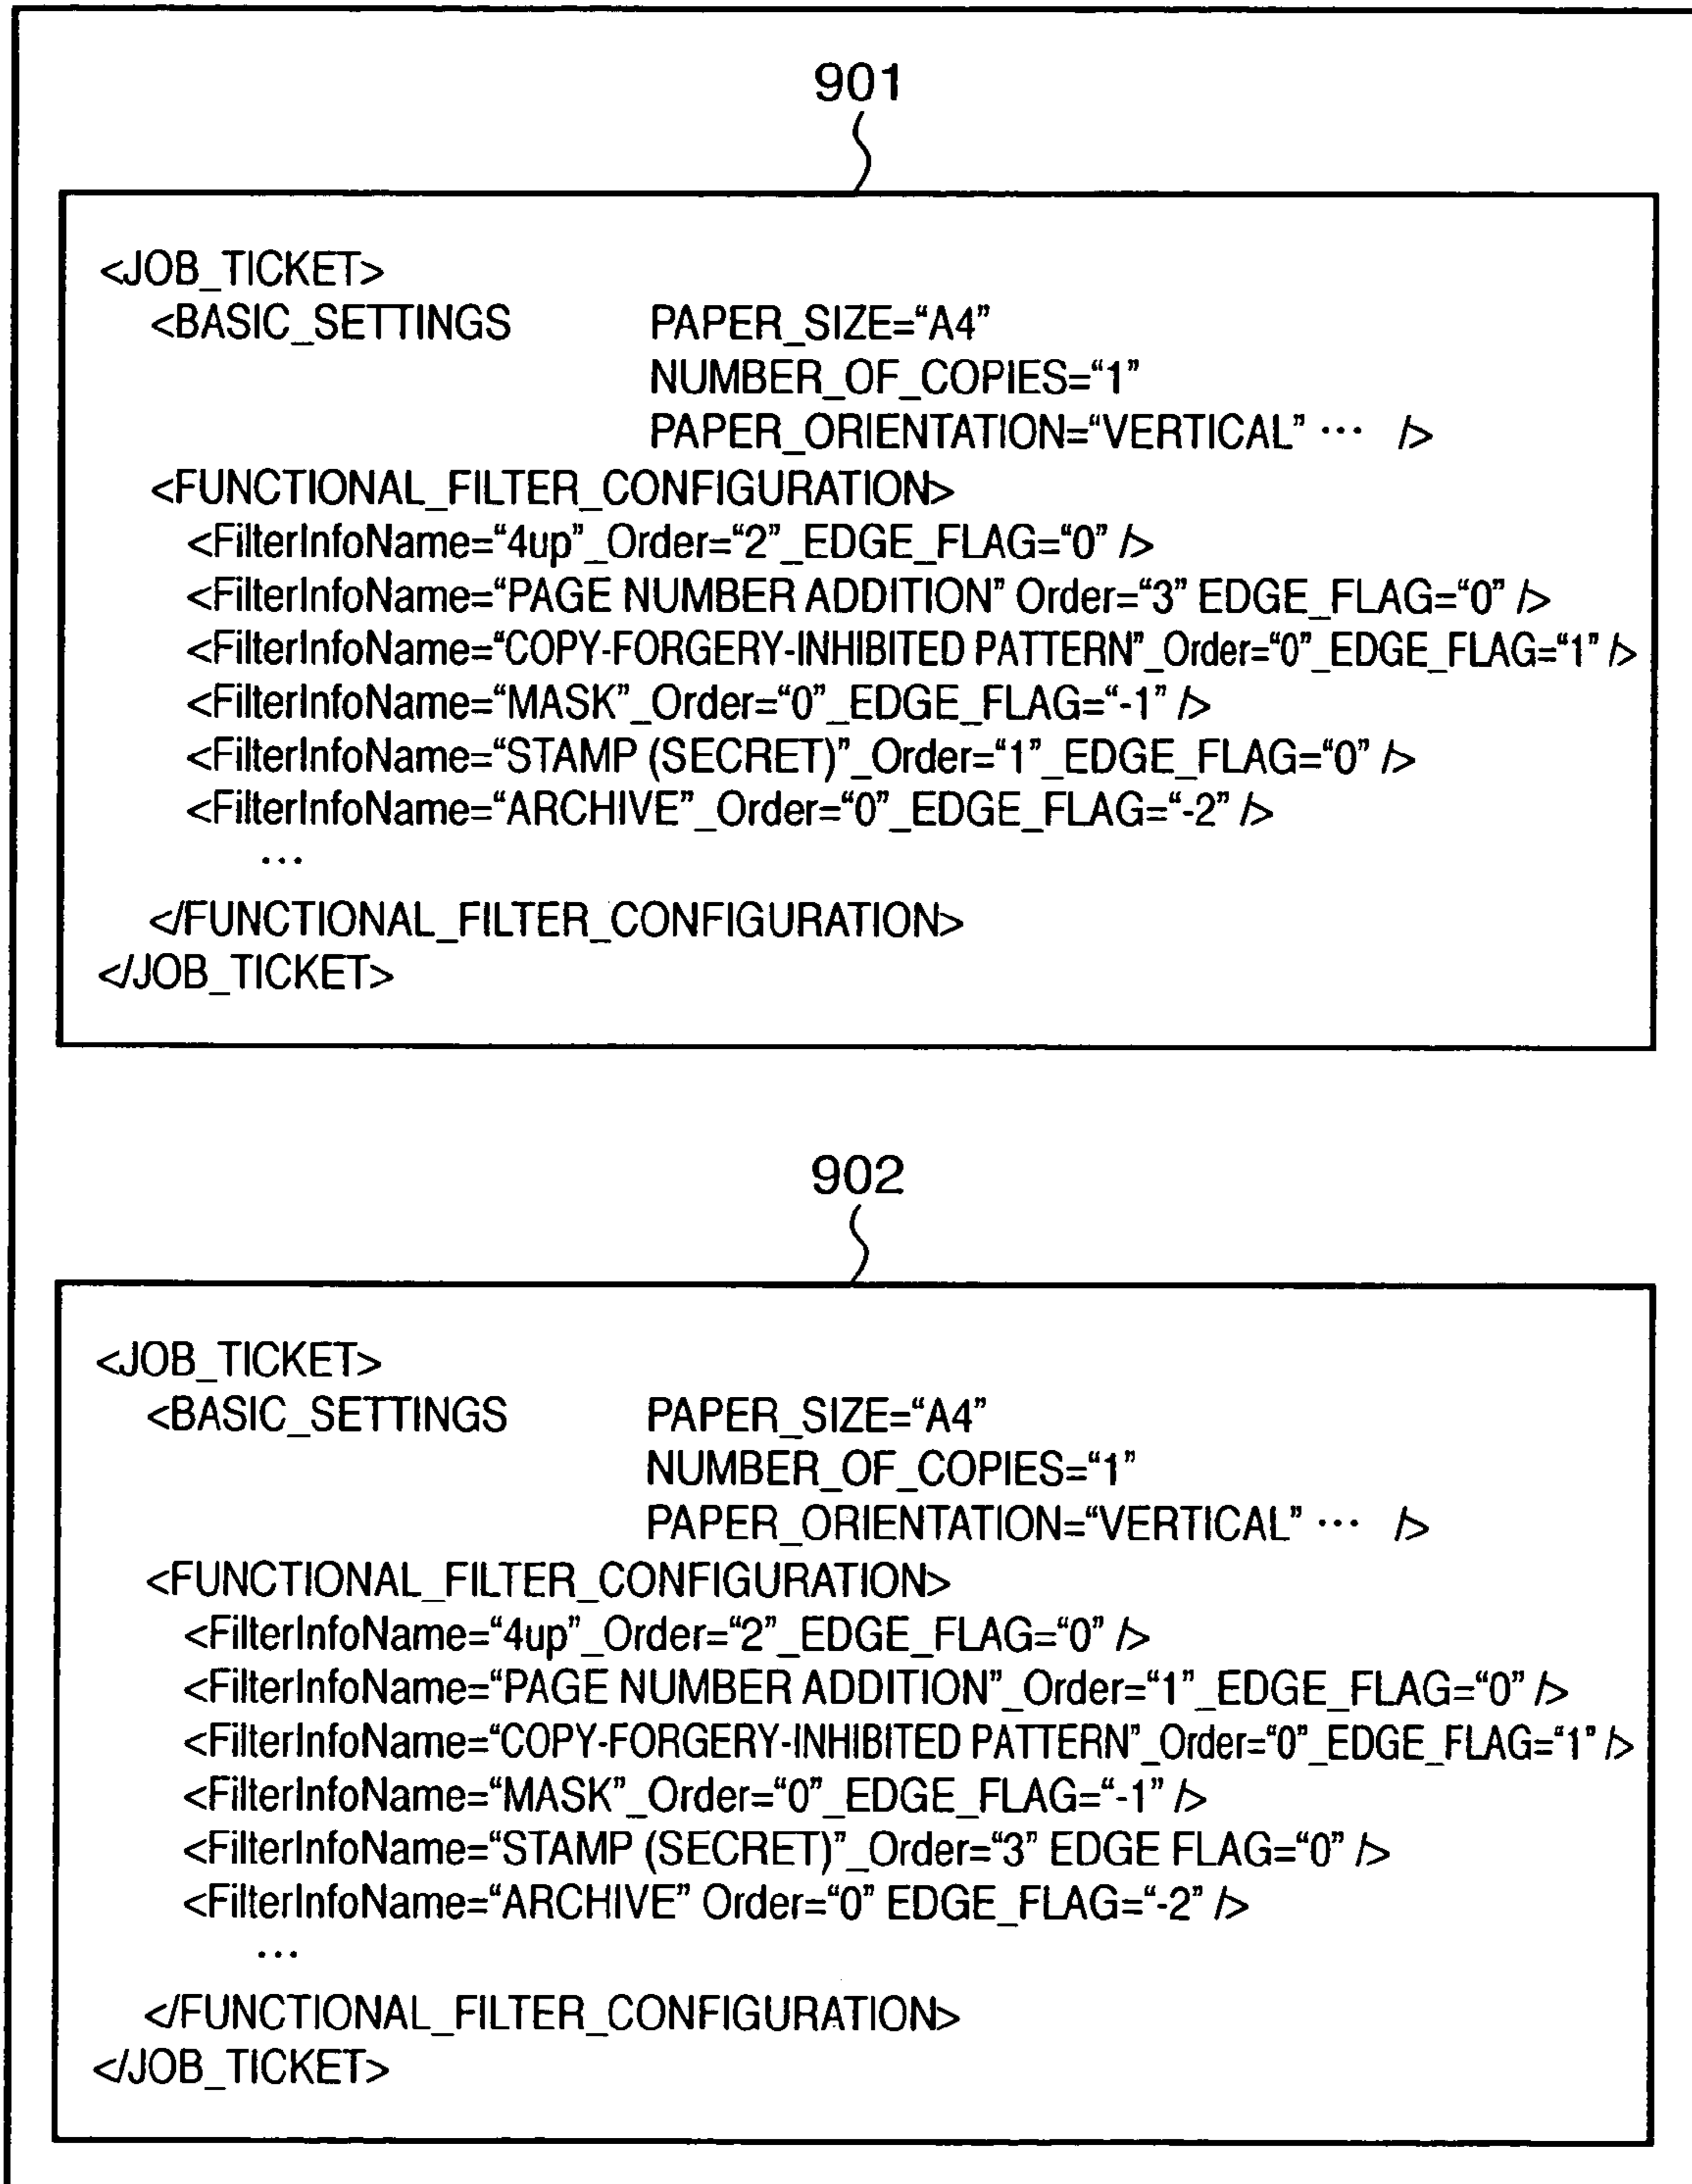 901
<JOB_TICKET>
<BASIC_SETTINGS PAPER_SIZE=“A4”
NUMBER_OF_COPIES=“1”
PAPER_ORIENTATION=“VERTICAL” ··· />
<FUNCTIONAL_FILTER_CONFIGURATION>
<FilterInfoName=“4up”_Order=“2”_EDGE_FLAG=“0” />
<FilterInfoName=“PAGE NUMBER ADDITION” Order=“3” EDGE_FLAG=“0” />
<FilterInfoName=“COPY-FORGERY-INHIBITED PATTERN”_Order=“0”_EDGE_FLAG=“1” />
<FilterInfoName=“MASK”_Order=“0”_EDGE_FLAG=“-1” />
<FilterInfoName=“STAMP (SECRET)”_Order=“1”_EDGE_FLAG=“0” />
<FilterInfoName=“ARCHIVE”_Order=“0”_EDGE_FLAG=“-2” />
···
</FUNCTIONAL_FILTER_CONFIGURATION>
</JOB_TICKET>
902
<JOB_TICKET>
<BASIC_SETTINGS PAPER_SIZE=“A4”
NUMBER_OF_COPIES=“1”
PAPER_ORIENTATION=“VERTICAL” ··· />
<FUNCTIONAL_FILTER_CONFIGURATION>
<FilterInfoName=“4up”_Order=“2”_EDGE_FLAG=“0” />
<FilterInfoName=“PAGE NUMBER ADDITION”_Order=“1”_EDGE_FLAG=“0” />
<FilterInfoName=“COPY-FORGERY-INHIBITED PATTERN”_Order=“0”_EDGE_FLAG=“1” />
<FilterInfoName=“MASK”_Order=“0”_EDGE_FLAG=“-1” />
<FilterInfoName=“STAMP (SECRET)”_Order=“3” EDGE FLAG=“0” />
<FilterInfoName=“ARCHIVE” Order=“0” EDGE_FLAG=“-2” />
···
</FUNCTIONAL_FILTER_CONFIGURATION>
</JOB_TICKET>